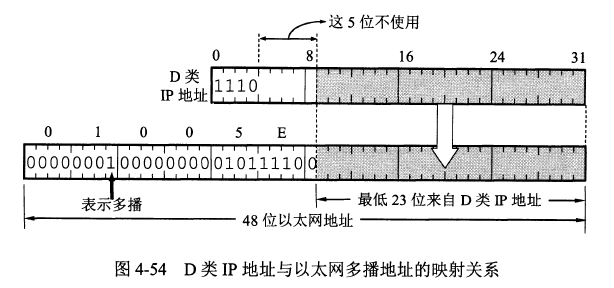 这 5 位不使用
0 8 16 24 31
D 类
IP 地址
1110
0 1 0 0 5 E
00000001 00000000 01011110 0
表示多播
最低 23 位来自 D 类 IP 地址
48 位以太网地址
图 4-54 D 类 IP 地址与以太网多播地址的映射关系